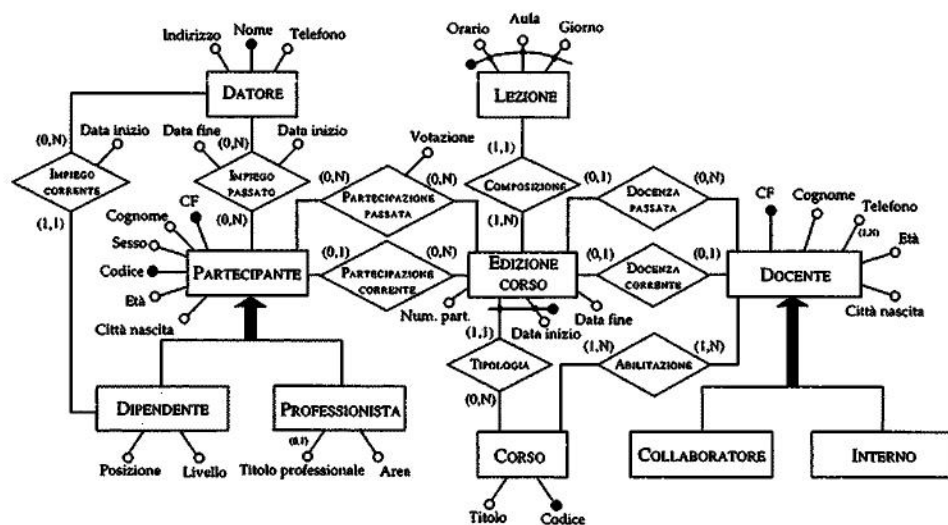 Indirizzo
Nome
Telefono
DATORE
Orario
Aula
Giorno
LEZIONE
(0,N)
Data inizio
IMPIEGO
CORRENTE
(1,1)
Data fine
(0,N)
Data inizio
IMPIEGO
PASSATO
(0,N)
Votazione
(0,N)
(0,N)
PARTECIPAZIONE
PASSATA
(1,1)
COMPOSIZIONE
(1,N)
(0,1)
(0,N)
DOCENZA
PASSATA
CF
Cognome
Sesso
Codice
Età
Città nascita
PARTECIPANTE
(0,1)
(0,N)
PARTECIPAZIONE
CORRENTE
EDIZIONE
CORSO
(0,1)
(0,1)
DOCENZA
CORRENTE
CF
Cognome
Telefono
(1,N)
Età
DOCENTE
Città nascita
Num. part.
Data inizio
Data fine
(1,1)
TIPOLOGIA
(0,N)
(1,N)
(1,N)
ABILITAZIONE
DIPENDENTE
Posizione
Livello
PROFESSIONISTA
(0,1)
Titolo professionale
Area
CORSO
Titolo
Codice
COLLABORATORE
INTERNO